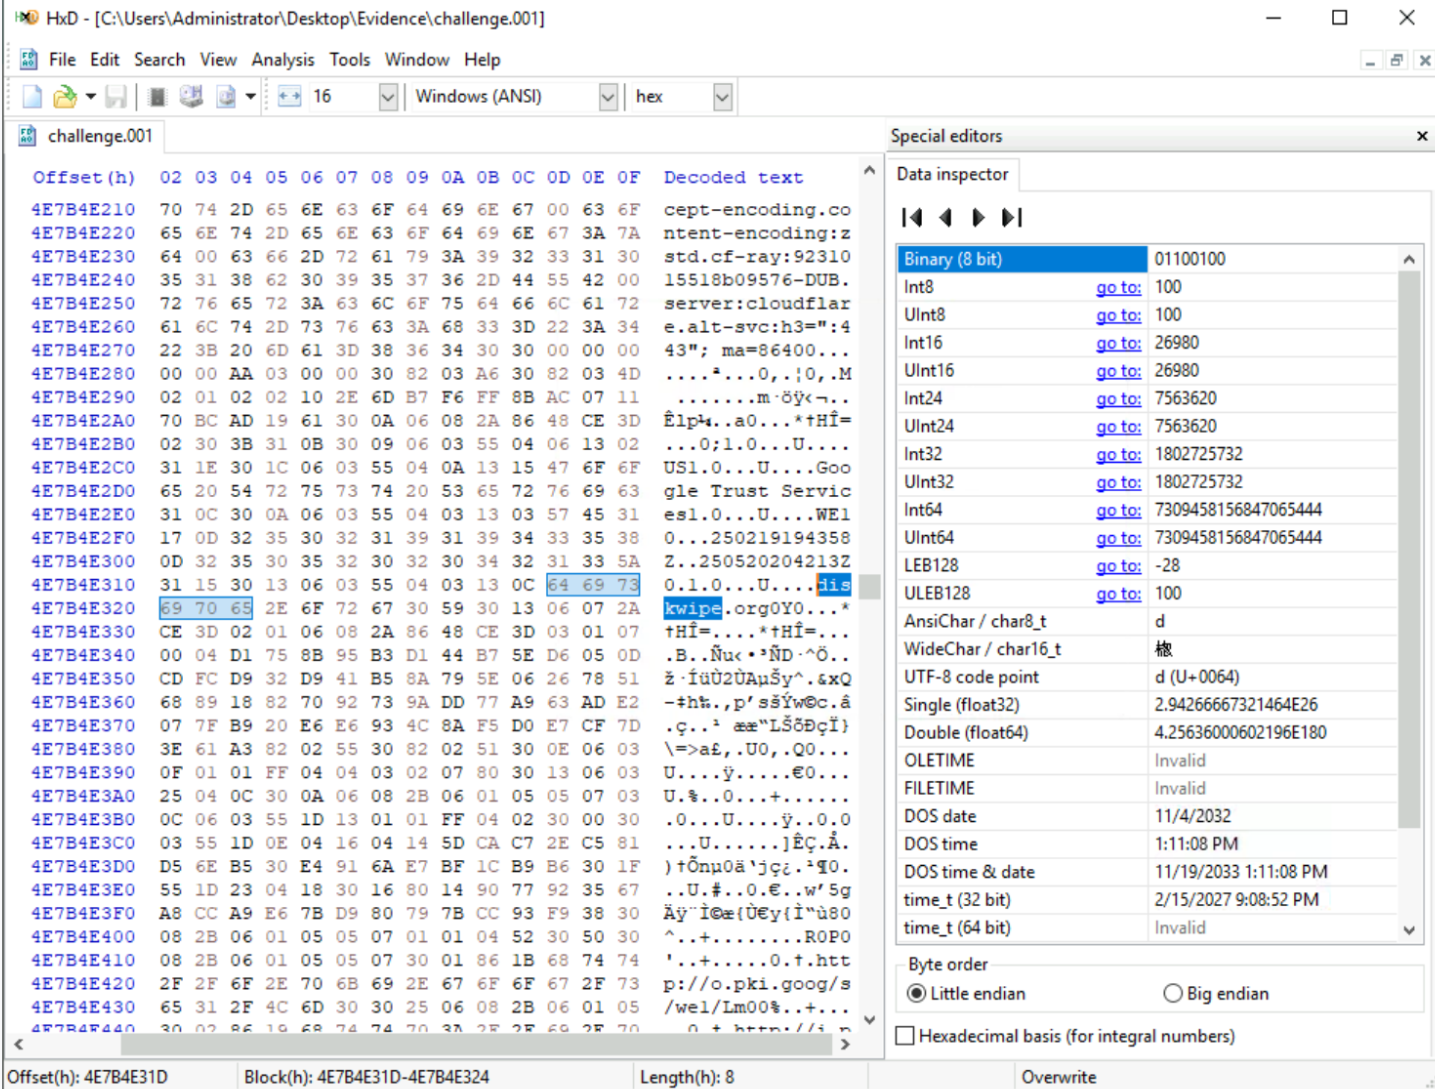 HxD - [C:\Users\Administrator\Desktop\Evidence\challenge.001]
File Edit Search View Analysis Tools Window Help
16 Windows (ANSI) hex
challenge.001
Offset(h) 02 03 04 05 06 07 08 09 0A 0B 0C 0D 0E 0F Decoded text
4E7B4E210 70 74 2D 65 6E 63 6F 64 69 6E 67 00 63 6F cept-encoding.co
4E7B4E220 65 6E 74 2D 65 6E 63 6F 64 69 6E 67 3A 7A ntent-encoding:z
4E7B4E230 64 00 63 66 2D 72 61 79 3A 39 32 33 31 30 std.cf-ray:92310
4E7B4E240 35 31 38 62 30 39 35 37 36 2D 44 55 42 00 15518b09576-DUB.
4E7B4E250 72 76 65 72 3A 63 6C 6F 75 64 66 6C 61 72 server:cloudflar
4E7B4E260 61 6C 74 2D 73 76 63 3A 68 33 3D 22 3A 34 e.alt-svc:h3=":4
4E7B4E270 22 3B 20 6D 61 3D 38 36 34 30 30 00 00 00 43"; ma=86400...
4E7B4E280 00 00 AA 03 00 00 30 82 03 A6 30 82 03 4D ....ª...0‚.¦0‚.M
4E7B4E290 02 01 02 02 10 2E 6D B7 F6 FF 8B AC 07 11 .......m·öÿ‹¬..
4E7B4E2A0 70 BC AD 19 61 30 0A 06 08 2A 86 48 CE 3D Êlp¼..a0...*†HÎ=
4E7B4E2B0 02 30 3B 31 0B 30 09 06 03 55 04 06 13 02 ...0;1.0...U....
4E7B4E2C0 31 1E 30 1C 06 03 55 04 0A 13 15 47 6F 6F US1.0...U....Goo
4E7B4E2D0 65 20 54 72 75 73 74 20 53 65 72 76 69 63 gle Trust Servic
4E7B4E2E0 31 0C 30 0A 06 03 55 04 03 13 03 57 45 31 es1.0...U....WE1
4E7B4E2F0 17 0D 32 35 30 32 31 39 31 39 34 33 35 38 0...250219194358
4E7B4E300 0D 32 35 30 35 32 30 32 30 34 32 31 33 5A Z..250520204213Z
4E7B4E310 31 15 30 13 06 03 55 04 03 13 0C 64 69 73 0.1.0...U....dis
4E7B4E320 69 70 65 2E 6F 72 67 30 59 30 13 06 07 2A kwipe.org0Y0...*
4E7B4E330 CE 3D 02 01 06 08 2A 86 48 CE 3D 03 01 07 †HÎ=....*†HÎ=...
4E7B4E340 00 04 D1 75 8B 95 B3 D1 44 B7 5E D6 05 0D .B..Ñu‹•³ÑD·^Ö..
4E7B4E350 CD FC D9 32 D9 41 B5 8A 79 5E 06 26 78 51 ž·ÍüÙ2ÙAµŠy^.&xQ
4E7B4E360 68 89 18 82 70 92 73 9A DD 77 A9 63 AD E2 -‡h‰.‚p’sšÝw©c.â
4E7B4E370 07 7F B9 20 E6 E6 93 4C 8A F5 D0 E7 CF 7D .ç..¹ ææ“LŠõÐçÏ}
4E7B4E380 3E 61 A3 82 02 55 30 82 02 51 30 0E 06 03 \=>a£‚.U0‚.Q0...
4E7B4E390 0F 01 01 FF 04 04 03 02 07 80 30 13 06 03 U....ÿ.....€0...
4E7B4E3A0 25 04 0C 30 0A 06 08 2B 06 01 05 05 07 03 U.%..0...+......
4E7B4E3B0 0C 06 03 55 1D 13 01 01 FF 04 02 30 00 30 .0...U....ÿ..0.0
4E7B4E3C0 03 55 1D 0E 04 16 04 14 5D CA C7 2E C5 81 ...U......]ÊÇ.Å.
4E7B4E3D0 D5 6E B5 30 E4 91 6A E7 BF 1C B9 B6 30 1F )†Õnµ0ä‘jç¿.¹¶0.
4E7B4E3E0 55 1D 23 04 18 30 16 80 14 90 77 92 35 67 ..U.#..0.€..w’5g
4E7B4E3F0 A8 CC A9 E6 7B D9 80 79 7B CC 93 F9 38 30 Äÿ¨Ì©æ{Ù€y{Ì“ù80
4E7B4E400 08 2B 06 01 05 05 07 01 01 04 52 30 50 30 ^..+........R0P0
4E7B4E410 08 2B 06 01 05 05 07 30 01 86 1B 68 74 74 '..+.....0.†.htt
4E7B4E420 2F 2F 6F 2E 70 6B 69 2E 67 6F 6F 67 2F 73 p://o.pki.goog/s
4E7B4E430 65 31 2F 4C 6D 30 30 25 06 08 2B 06 01 05 /we1/Lm00%..+...
4E7B4E440 30 02 86 19 68 74 74 70 3A 2F 2F 69 2E 70 .0.†.http://i.p
Special editors
Data inspector
Binary (8 bit) 01100100
Int8 go to: 100
UInt8 go to: 100
Int16 go to: 26980
UInt16 go to: 26980
Int24 go to: 7563620
UInt24 go to: 7563620
Int32 go to: 1802725732
UInt32 go to: 1802725732
Int64 go to: 7309458156847065444
UInt64 go to: 7309458156847065444
LEB128 go to: -28
ULEB128 go to: 100
AnsiChar / char8_t d
WideChar / char16_t 楤
UTF-8 code point d (U+0064)
Single (float32) 2.94266667321464E26
Double (float64) 4.25636000602196E180
OLETIME Invalid
FILETIME Invalid
DOS date 11/4/2032
DOS time 1:11:08 PM
DOS time & date 11/19/2033 1:11:08 PM
time_t (32 bit) 2/15/2027 9:08:52 PM
time_t (64 bit) Invalid
Byte order
Little endian Big endian
Hexadecimal basis (for integral numbers)
Offset(h): 4E7B4E31D Block(h): 4E7B4E31D-4E7B4E324 Length(h): 8 Overwrite